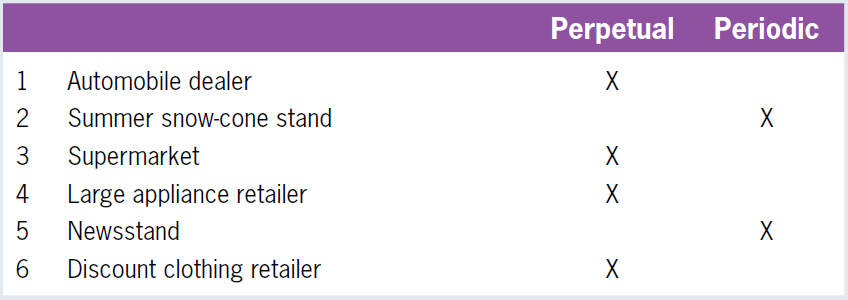 Perpetual Periodic
1 Automobile dealer X
2 Summer snow-cone stand X
3 Supermarket X
4 Large appliance retailer X
5 Newsstand X
6 Discount clothing retailer X